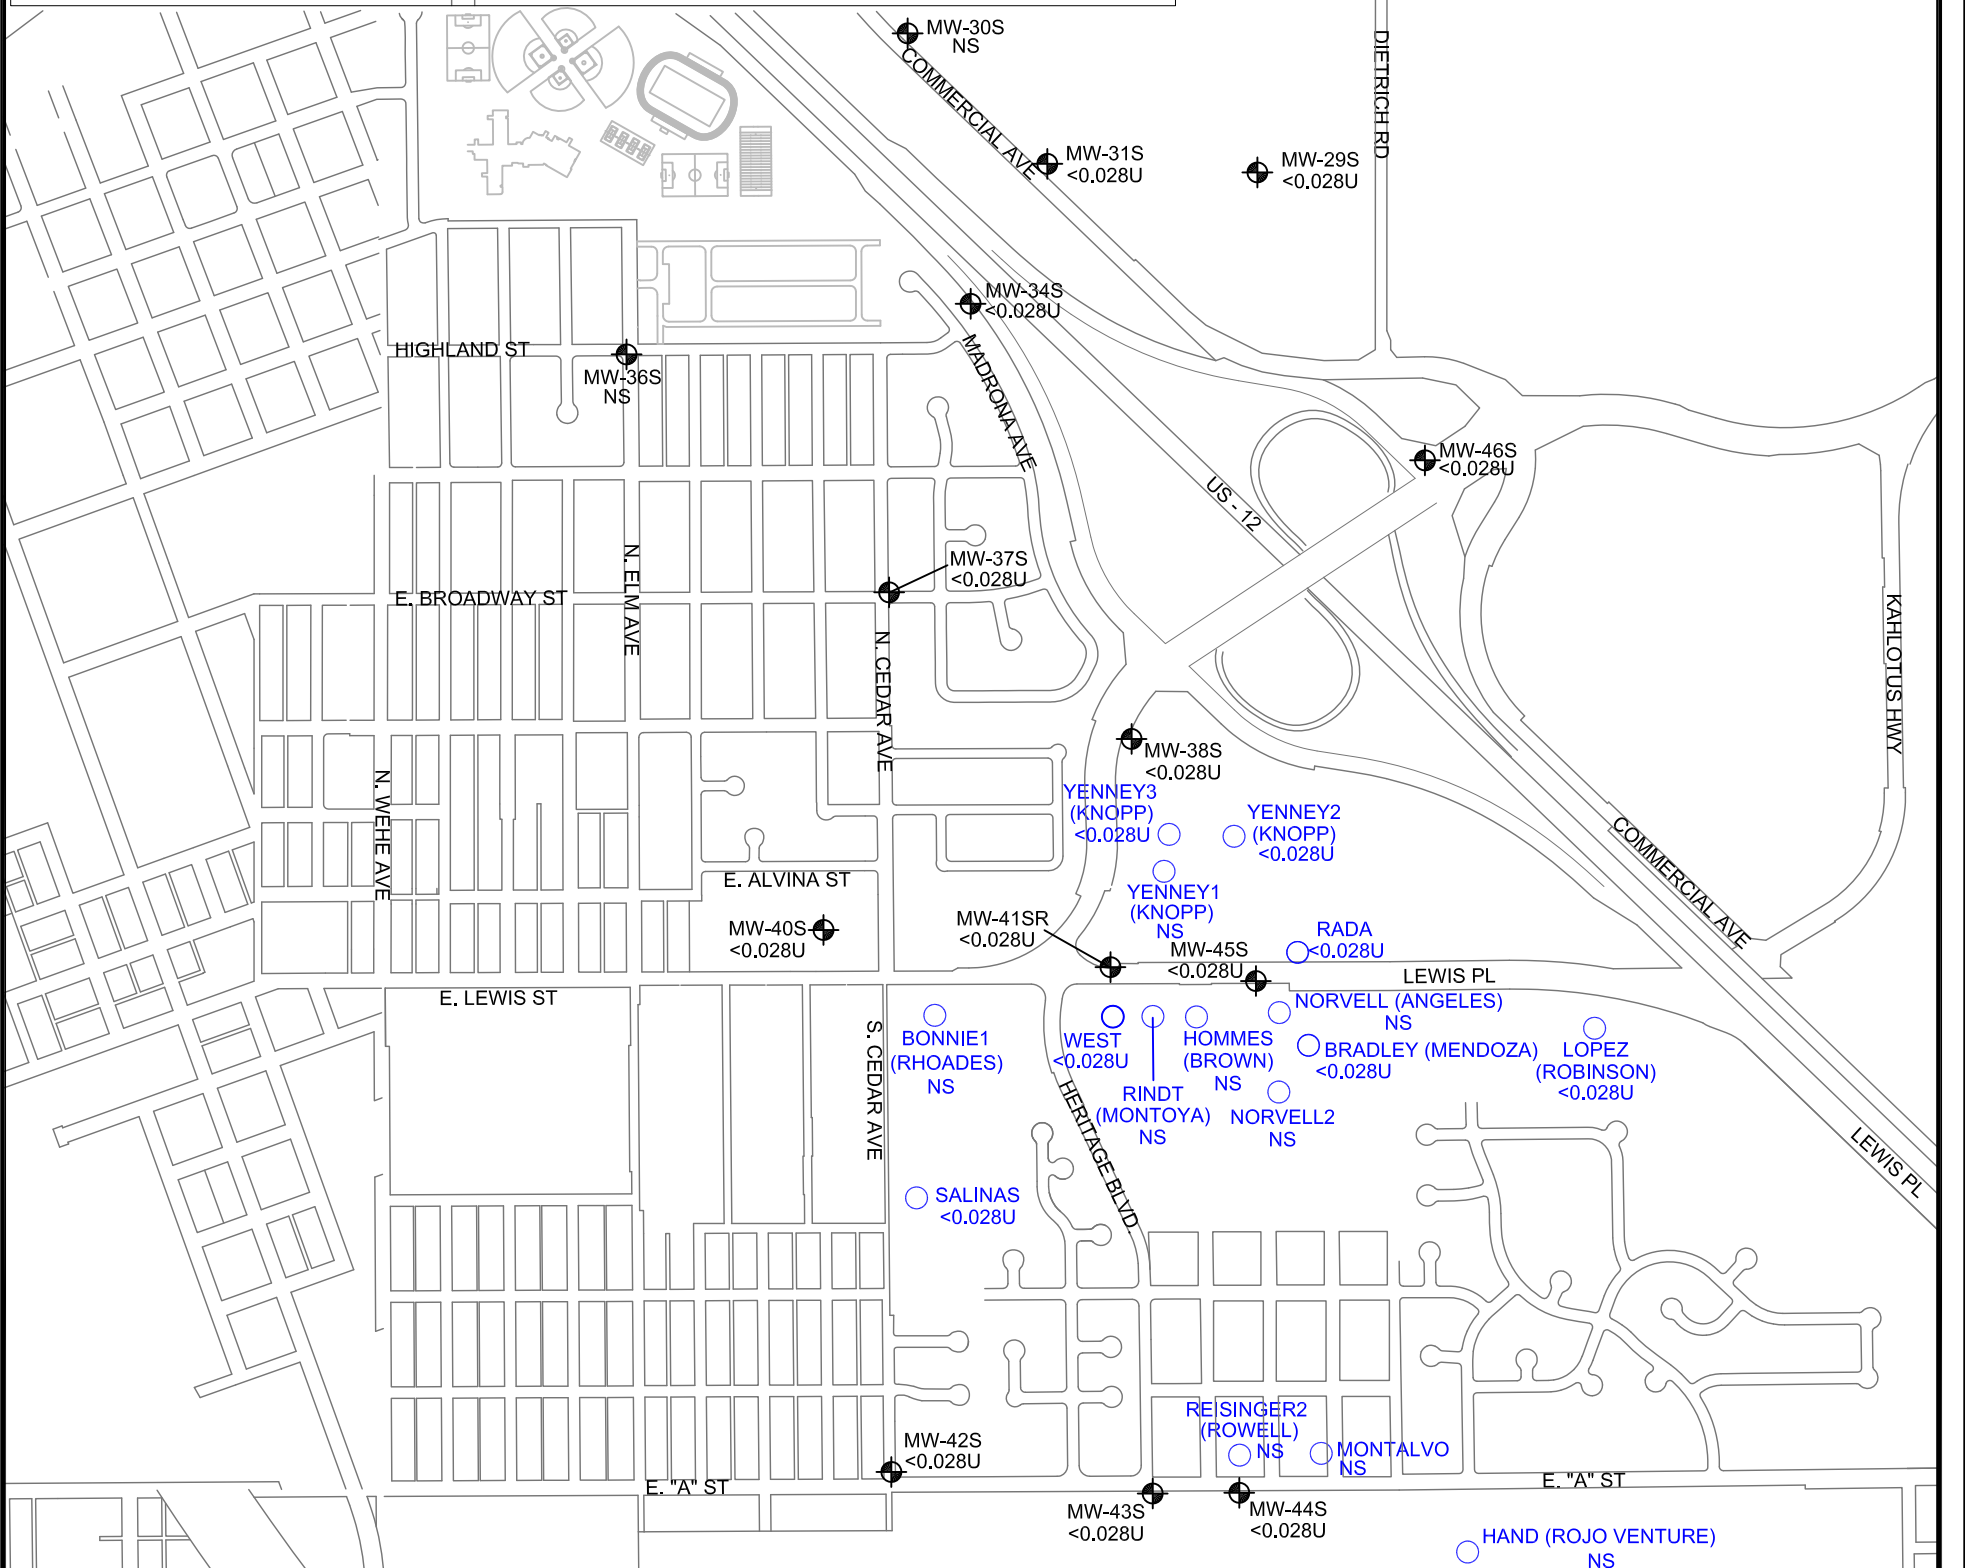 MW-30S
NS
COMMERCIAL AVE
DIETRICH RD
MW-31S
<0.028U
MW-29S
<0.028U
MW-34S
<0.028U
HIGHLAND ST
MW-36S
NS
MADRONA AVE
MW-46S
<0.028U
US - 12
MW-37S
<0.028U
N. ELM AVE
E. BROADWAY ST
KAHLOTUS HWY
N. CEDAR AVE
MW-38S
<0.028U
N. WEHE AVE
YENNEY3
(KNOPP)
<0.028U
YENNEY2
(KNOPP)
<0.028U
COMMERCIAL AVE
E. ALVINA ST
YENNEY1
(KNOPP)
NS
MW-40S
<0.028U
MW-41SR
<0.028U
MW-45S
<0.028U
RADA
<0.028U
LEWIS PL
E. LEWIS ST
NORVELL (ANGELES)
NS
S. CEDAR AVE
BONNIE1
(RHOADES)
NS
WEST
<0.028U
HOMMES
(BROWN)
NS
BRADLEY (MENDOZA)
<0.028U
LOPEZ
(ROBINSON)
<0.028U
RINDT
(MONTOYA)
NS
NORVELL2
NS
HERITAGE BLVD.
LEWIS PL
SALINAS
<0.028U
REISINGER2
(ROWELL)
NS
MONTALVO
NS
MW-42S
<0.028U
E. "A" ST
E. "A" ST
MW-43S
<0.028U
MW-44S
<0.028U
HAND (ROJO VENTURE)
NS